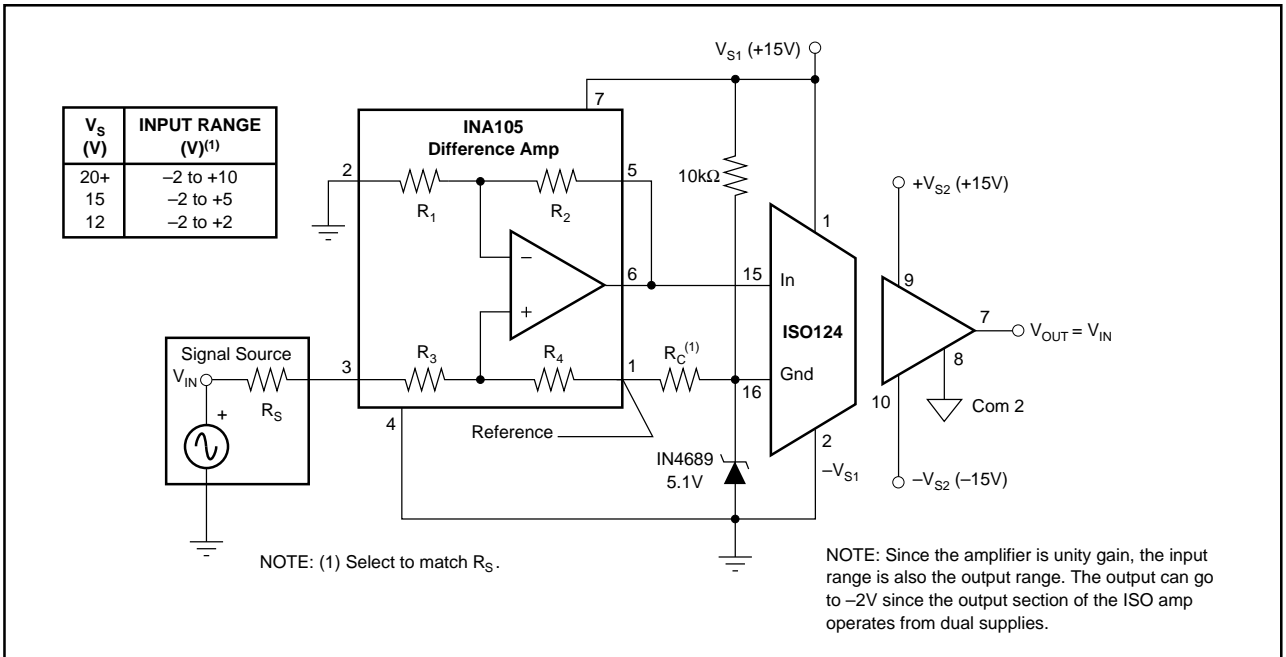 V_S1 (+15V)
V_S
(V)
INPUT RANGE
(V)(1)
20+
–2 to +10
15
–2 to +5
12
–2 to +2
7
INA105
Difference Amp
2
5
R_1
R_2
10kΩ
–
+
6
15
In
1
ISO124
+V_S2 (+15V)
9
7
V_OUT = V_IN
8
10
Com 2
–V_S2 (–15V)
Signal Source
V_IN
R_S
+
3
R_3
R_4
1
R_C(1)
16
Gnd
4
Reference
IN4689
5.1V
2
–V_S1
NOTE: (1) Select to match R_S.
NOTE: Since the amplifier is unity gain, the input
range is also the output range. The output can go
to –2V since the output section of the ISO amp
operates from dual supplies.